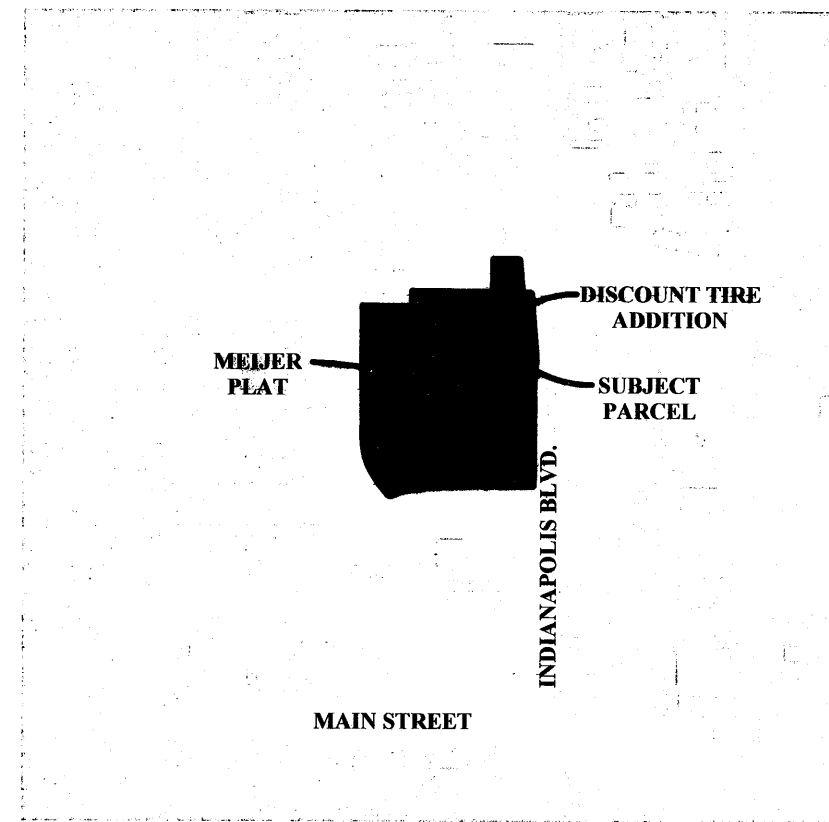 DISCOUNT TIRE
ADDITION
MEIJER
PLAT
SUBJECT
PARCEL
INDIANAPOLIS BLVD.
MAIN STREET